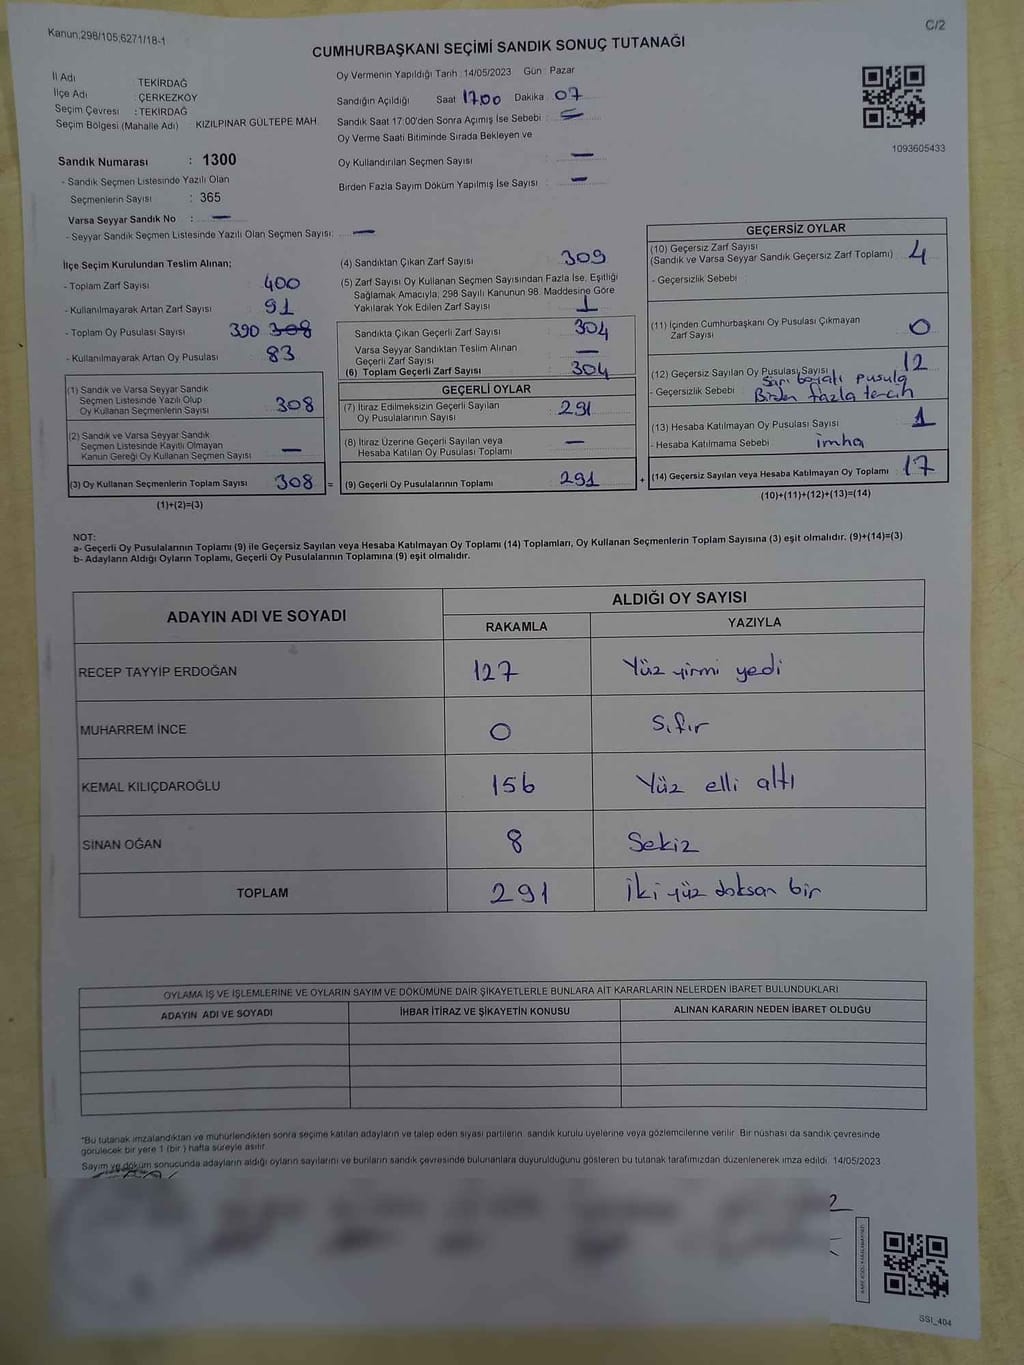 Kanun;298/105;6271/18-1
C/2
CUMHURBAŞKANI SEÇİMİ SANDIK SONUÇ TUTANAĞI
İl Adı TEKİRDAĞ
İlçe Adı : ÇERKEZKÖY
Seçim Çevresi : TEKİRDAĞ
Seçim Bölgesi (Mahalle Adı) : KIZILPINAR GÜLTEPE MAH.
Oy Vermenin Yapıldığı Tarih : 14/05/2023 Gün : Pazar
Sandığın Açıldığı Saat 17.00 Dakika 07
Sandık Saat 17:00'den Sonra Açımış İse Sebebi : —
Oy Verme Saati Bitiminde Sırada Bekleyen ve
Oy Kullandırılan Seçmen Sayısı : —
Birden Fazla Sayım Döküm Yapılmış İse Sayısı : —
1093605433
Sandık Numarası : 1300
- Sandık Seçmen Listesinde Yazılı Olan
Seçmenlerin Sayısı : 365
Varsa Seyyar Sandık No : —
- Seyyar Sandık Seçmen Listesinde Yazılı Olan Seçmen Sayısı: —
İlçe Seçim Kurulundan Teslim Alınan;
- Toplam Zarf Sayısı : 400
- Kullanılmayarak Artan Zarf Sayısı : 91
- Toplam Oy Pusulası Sayısı : 390 308
- Kullanılmayarak Artan Oy Pusulası : 83
(1) Sandık ve Varsa Seyyar Sandık
Seçmen Listesinde Yazılı Olup
Oy Kullanan Seçmenlerin Sayısı : 308
(2) Sandık ve Varsa Seyyar Sandık
Seçmen Listesinde Kayıtlı Olmayan
Kanun Gereği Oy Kullanan Seçmen Sayısı : —
(3) Oy Kullanan Seçmenlerin Toplam Sayısı : 308 =
(1)+(2)=(3)
(4) Sandıktan Çıkan Zarf Sayısı : 309
(5) Zarf Sayısı Oy Kullanan Seçmen Sayısından Fazla İse, Eşitliği
Sağlamak Amacıyla, 298 Sayılı Kanunun 98. Maddesine Göre
Yakılarak Yok Edilen Zarf Sayısı : 1
Sandıkta Çıkan Geçerli Zarf Sayısı : 304
Varsa Seyyar Sandıktan Teslim Alınan
Geçerli Zarf Sayısı : —
(6) Toplam Geçerli Zarf Sayısı : 304
GEÇERLİ OYLAR
(7) İtiraz Edilmeksizin Geçerli Sayılan
Oy Pusulalarının Sayısı : 291
(8) İtiraz Üzerine Geçerli Sayılan veya
Hesaba Katılan Oy Pusulası Toplamı : —
(9) Geçerli Oy Pusulalarının Toplamı : 291 +
GEÇERSİZ OYLAR
(10) Geçersiz Zarf Sayısı
(Sandık ve Varsa Seyyar Sandık Geçersiz Zarf Toplamı) : 4
- Geçersizlik Sebebi :
(11) İçinden Cumhurbaşkanı Oy Pusulası Çıkmayan
Zarf Sayısı : 0
(12) Geçersiz Sayılan Oy Pusulası Sayısı : 12
- Geçersizlik Sebebi : Sarı boyalı pusula
Birden fazla tercih
(13) Hesaba Katılmayan Oy Pusulası Sayısı : 1
- Hesaba Katılmama Sebebi : imha
(14) Geçersiz Sayılan veya Hesaba Katılmayan Oy Toplamı : 17
(10)+(11)+(12)+(13)=(14)
NOT:
a- Geçerli Oy Pusulalarının Toplamı (9) ile Geçersiz Sayılan veya Hesaba Katılmayan Oy Toplamı (14) Toplamları, Oy Kullanan Seçmenlerin Toplam Sayısına (3) eşit olmalıdır. (9)+(14)=(3)
b- Adayların Aldığı Oyların Toplamı, Geçerli Oy Pusulalarının Toplamına (9) eşit olmalıdır.
ADAYIN ADI VE SOYADI ALDIĞI OY SAYISI
RAKAMLA YAZIYLA
RECEP TAYYİP ERDOĞAN 127 Yüz yirmi yedi
MUHARREM İNCE 0 Sıfır
KEMAL KILIÇDAROĞLU 156 Yüz elli altı
SİNAN OĞAN 8 Sekiz
TOPLAM 291 İki yüz doksan bir
OYLAMA İŞ VE İŞLEMLERİNE VE OYLARIN SAYIM VE DÖKÜMÜNE DAİR ŞİKAYETLERLE BUNLARA AİT KARARLARIN NELERDEN İBARET BULUNDUKLARI
ADAYIN ADI VE SOYADI İHBAR İTİRAZ VE ŞİKAYETİN KONUSU ALINAN KARARIN NEDEN İBARET OLDUĞU
*Bu tutanak imzalandıktan ve mühürlendikten sonra seçime katılan adayların ve talep eden siyasi partilerin sandık kurulu üyelerine veya gözlemcilerine verilir. Bir nüshası da sandık çevresinde
görülecek bir yere 1 (bir) hafta süreyle asılır.
Sayım ve döküm sonucunda adayların aldığı oyların sayılarını ve bunların sandık çevresinde bulunanlara duyurulduğunu gösteren bu tutanak tarafımızdan düzenlenerek imza edildi. 14/05/2023
SSI_404